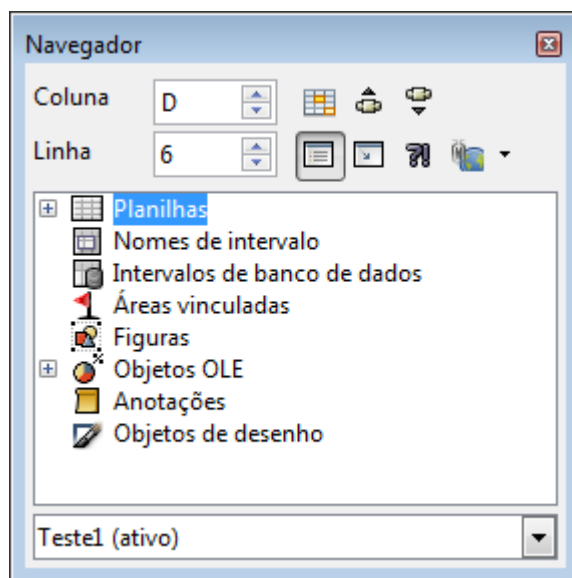 Navegador
Coluna D
Linha 6
Planilhas
Nomes de intervalo
Intervalos de banco de dados
Áreas vinculadas
Figuras
Objetos OLE
Anotações
Objetos de desenho
Teste1 (ativo)